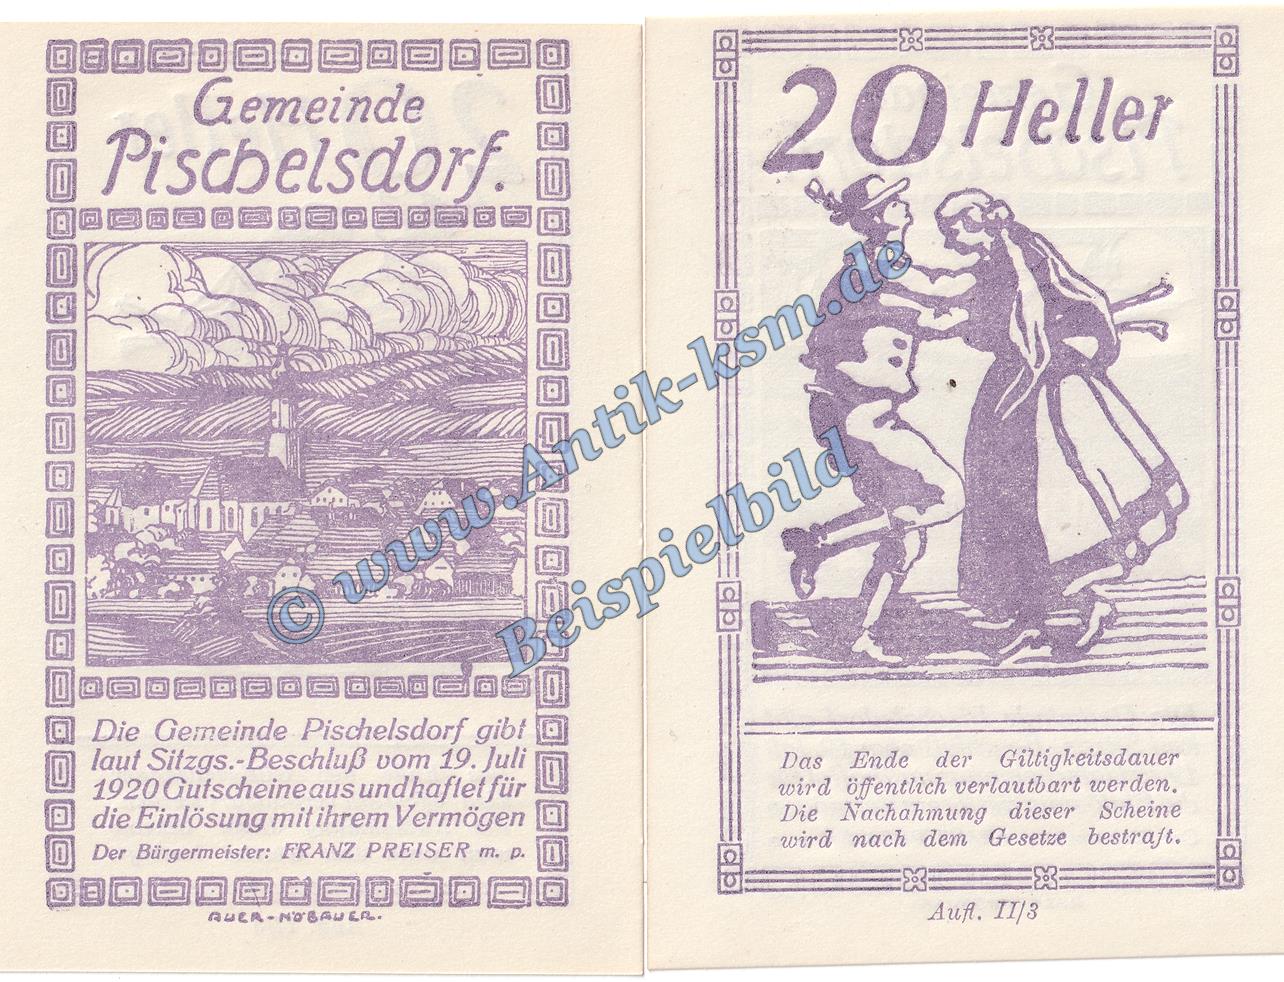 Gemeinde
Pischelsdorf.
Die Gemeinde Pischelsdorf gibt
laut Sitzgs.-Beschluß vom 19. Juli
1920 Gutscheine aus und haftet für
die Einlösung mit ihrem Vermögen
Der Bürgermeister: FRANZ PREISER m. p.
AUER-NÖBAUER.
20 Heller
Das Ende der Giltigkeitsdauer
wird öffentlich verlautbart werden.
Die Nachahmung dieser Scheine
wird nach dem Gesetze bestraft.
Aufl. II/3
© www.Antik-ksm.de
Beispielbild